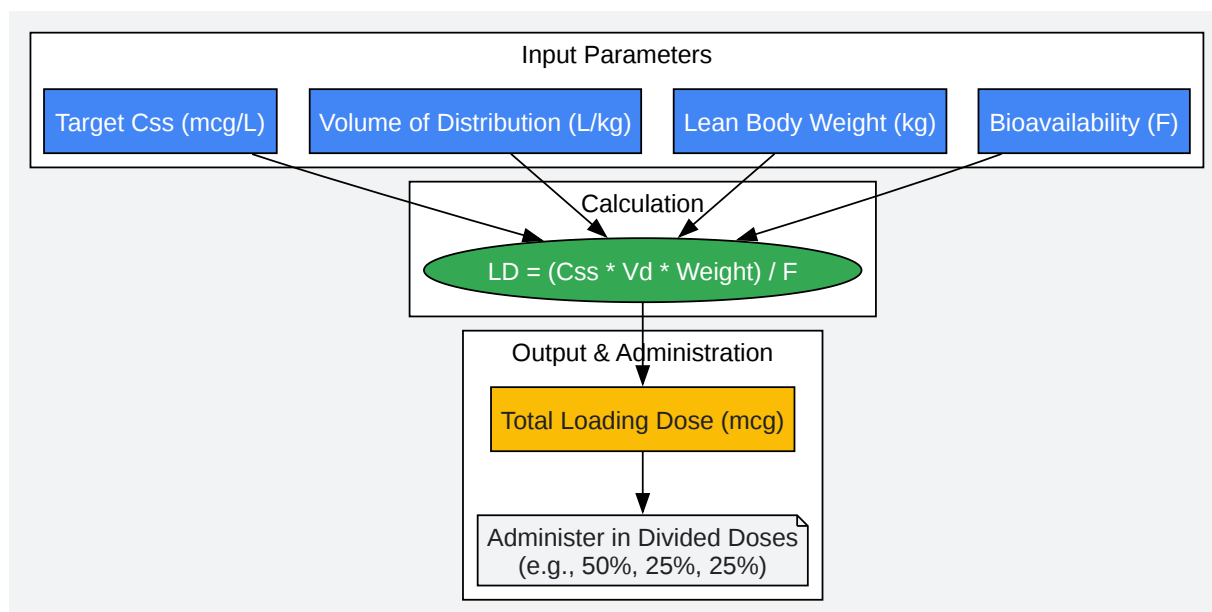 Input Parameters
Target Css (mcg/L)
Volume of Distribution (L/kg)
Lean Body Weight (kg)
Bioavailability (F)
Calculation
LD = (Css * Vd * Weight) / F
Output & Administration
Total Loading Dose (mcg)
Administer in Divided Doses
(e.g., 50%, 25%, 25%)